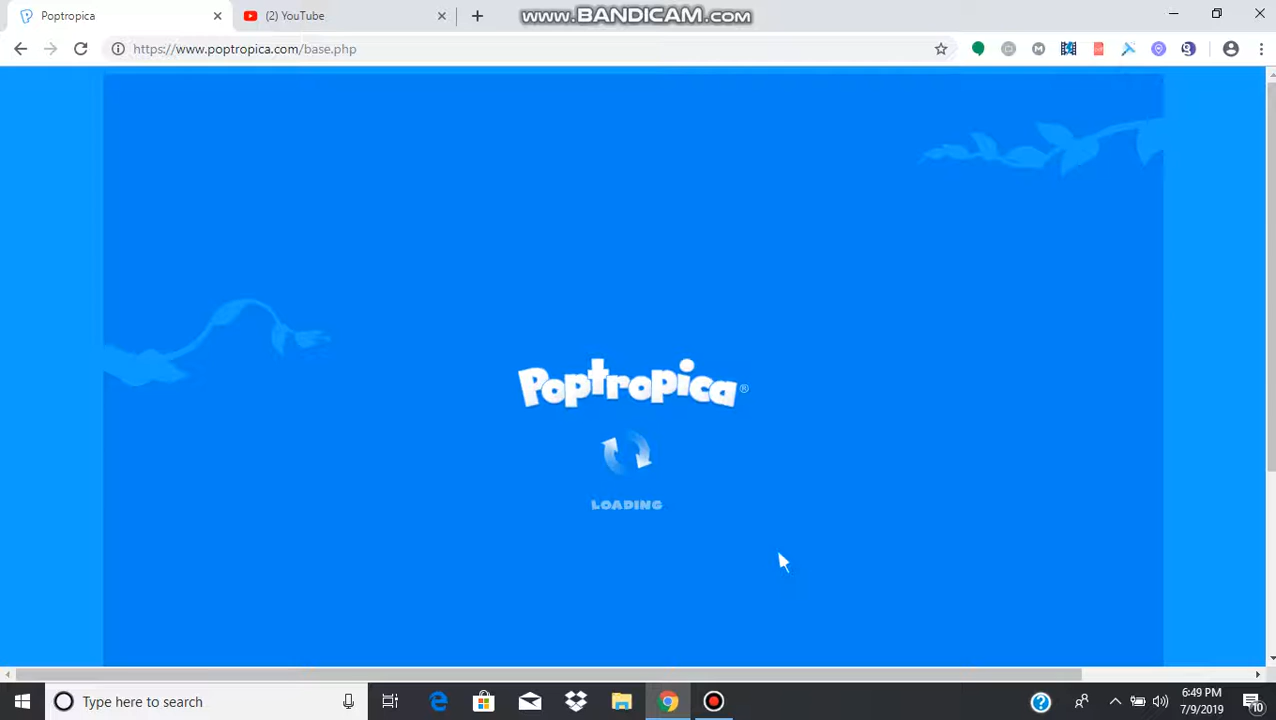 Poptropica
(2) YouTube
www.BANDICAM.com
https://www.poptropica.com/base.php
Poptropica®
LOADING
Type here to search
6:49 PM
7/9/2019
10